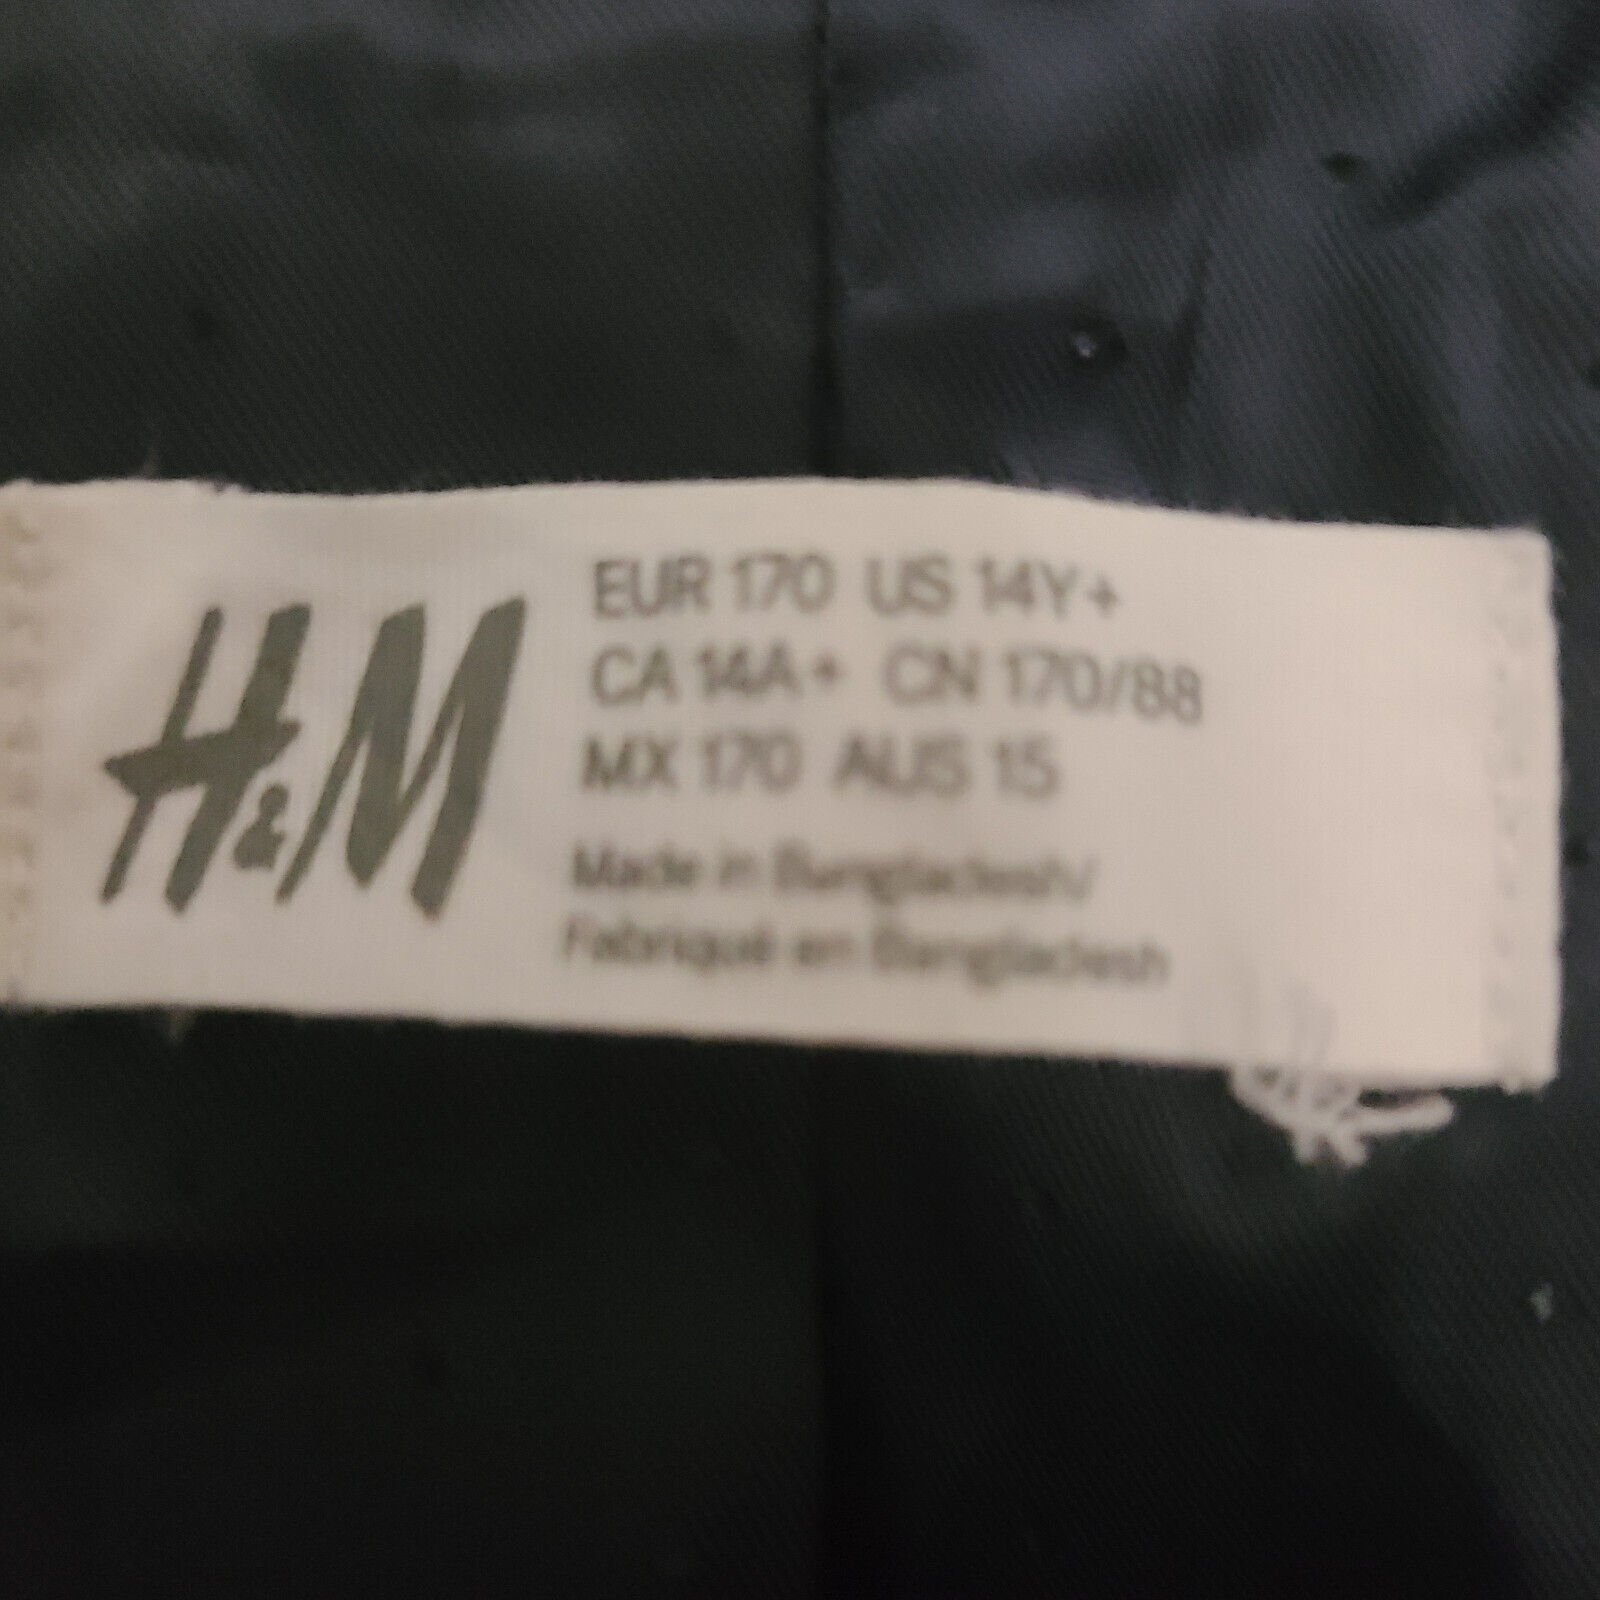 H&M
EUR 170 US 14Y+
CA 14A+ CN 170/88
MX 170 AUS 15
Made in Bangladesh/
Fabriqué en Bangladesh